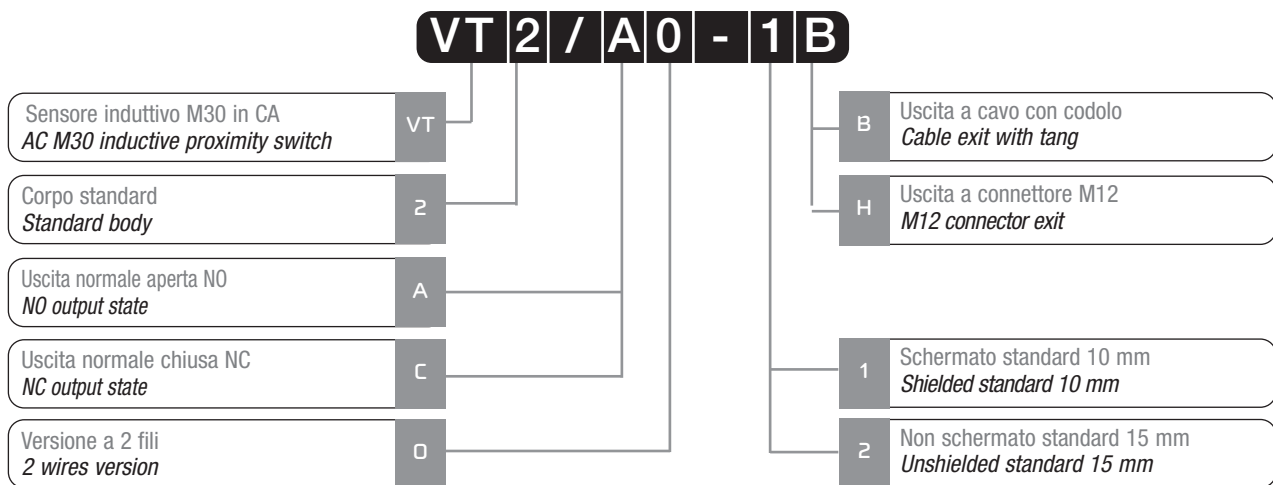 VT2/A0-1B
Sensore induttivo M30 in CA
AC M30 inductive proximity switch
VT
Corpo standard
Standard body
2
Uscita normale aperta NO
NO output state
A
Uscita normale chiusa NC
NC output state
C
Versione a 2 fili
2 wires version
0
B
Uscita a cavo con codolo
Cable exit with tang
H
Uscita a connettore M12
M12 connector exit
1
Schermato standard 10 mm
Shielded standard 10 mm
2
Non schermato standard 15 mm
Unshielded standard 15 mm